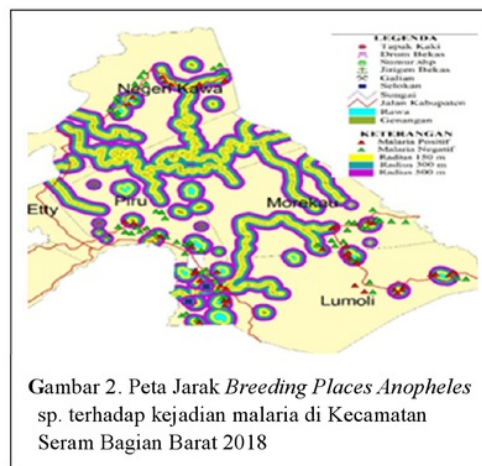 LEGENDA
Tapak Kaki
Drum Bekas
Sumur Abp
Jirigen Bekas
Galian
Selokan
Sungai
Jalan Kabupaten
Rawa
Genangan
KETERANGAN
Malaria Positif
Malaria Negatif
Radius 150 m
Radius 300 m
Radius 500 m
Negeri Kawa
Etty
Piru
Morekau
Lumoli
Gambar 2. Peta Jarak Breeding Places Anopheles
sp. terhadap kejadian malaria di Kecamatan
Seram Bagian Barat 2018